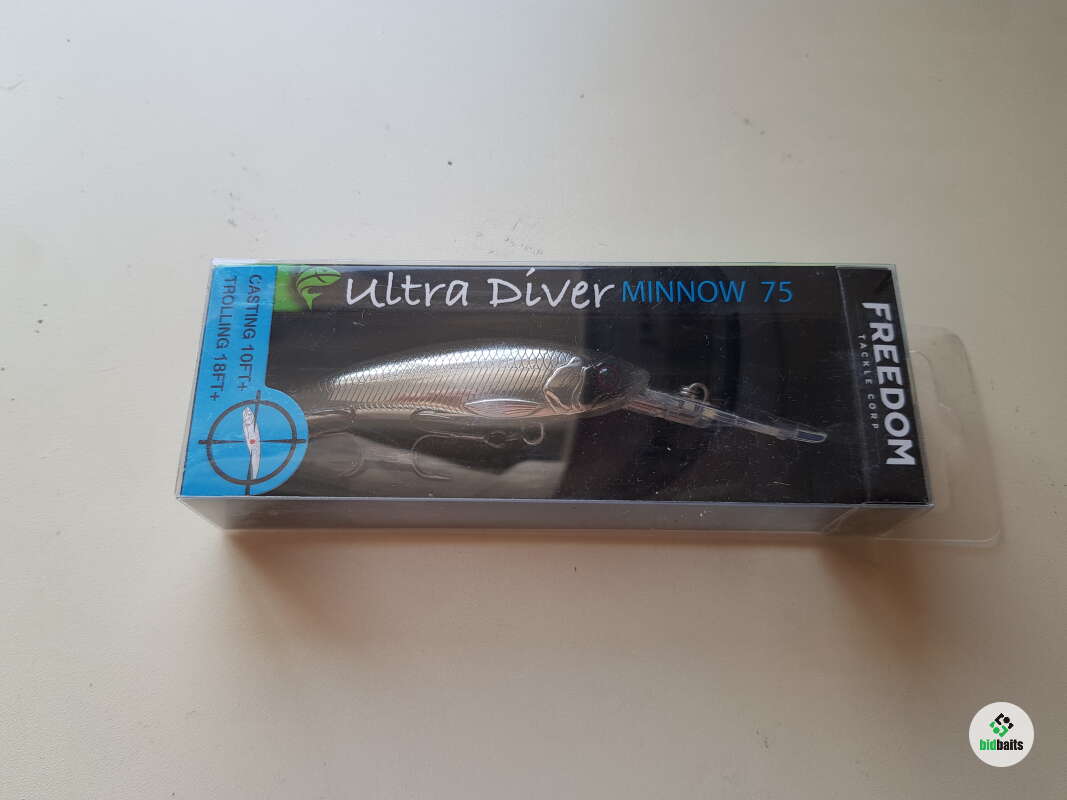 Ultra Diver MINNOW 75
CASTING 10FT+
TROLLING 18FT+
FREEDOM
TACKLE CORP
bidbaits